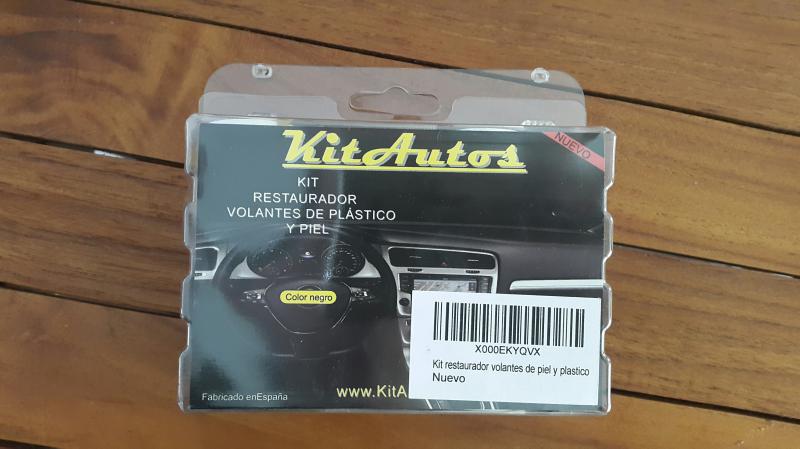 KitAutos
NUEVO
KIT
RESTAURADOR
VOLANTES DE PLÁSTICO
Y PIEL
Color negro
X000EKYQVX
Kit restaurador volantes de piel y plastico
Nuevo
Fabricado enEspaña
www.KitA